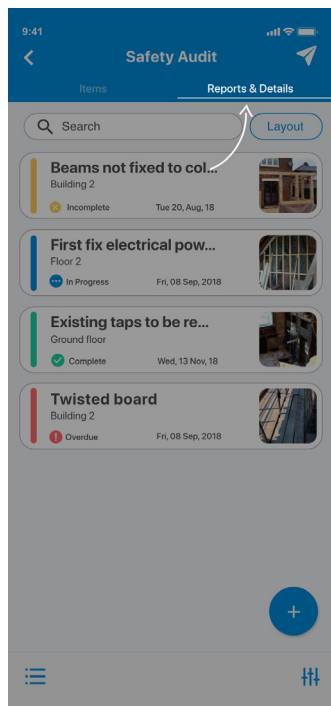 9:41
Safety Audit
Items
Reports & Details
Search
Layout
Beams not fixed to col...
Building 2
Incomplete
Tue 20, Aug, 18
First fix electrical pow...
Floor 2
In Progress
Fri, 08 Sep, 2018
Existing taps to be re...
Ground floor
Complete
Wed, 13 Nov, 18
Twisted board
Building 2
Overdue
Fri, 08 Sep, 2018